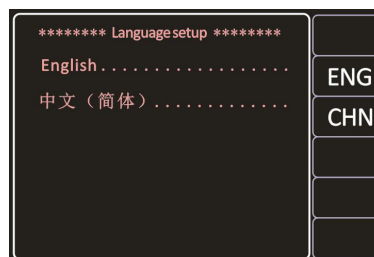 ******** Language setup ********
English..................
ENG
中文（简体）.............
CHN